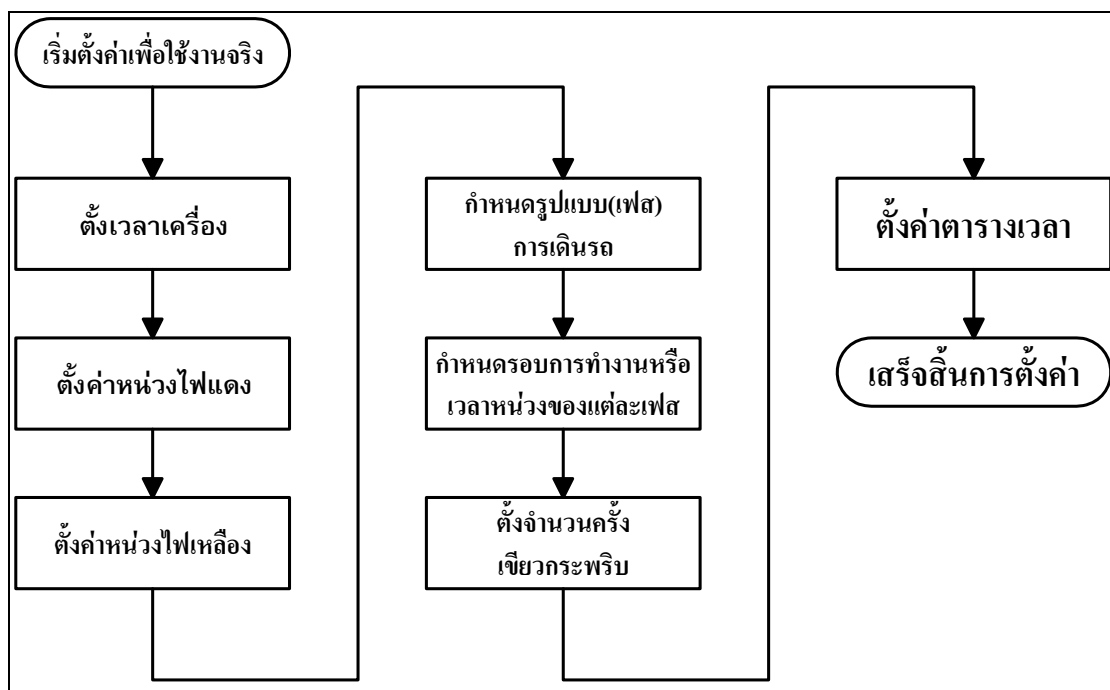 เริ่มตั้งค่าเพื่อใช้งานจริง
ตั้งเวลาเครื่อง
ตั้งค่าหน่วงไฟแดง
ตั้งค่าหน่วงไฟเหลือง
กำหนดรูปแบบ(เฟส)
การเดินรถ
กำหนดรอบการทำงานหรือ
เวลาหน่วงของแต่ละเฟส
ตั้งจำนวนครั้ง
เขียวกระพริบ
ตั้งค่าตารางเวลา
เสร็จสิ้นการตั้งค่า